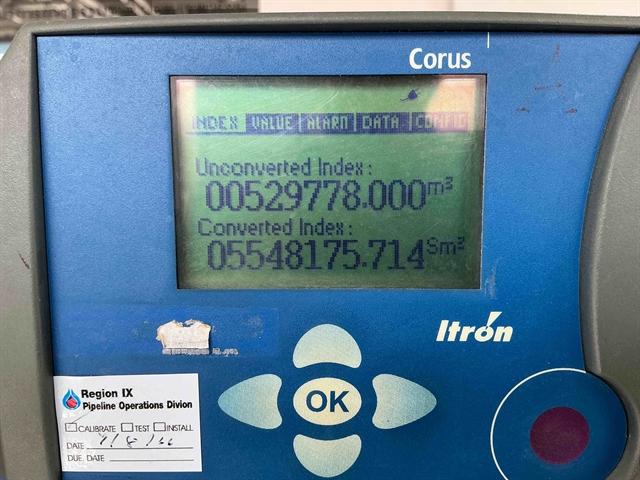 Corus
INDEX VALUE ALARM DATA CONFIG
Unconverted Index :
00529778.000m³
Converted Index :
05548175.714Sm³
Itrón
OK
Region IX
Pipeline Operations Divion
CALIBRATE TEST INSTALL
DATE
DUE. DATE